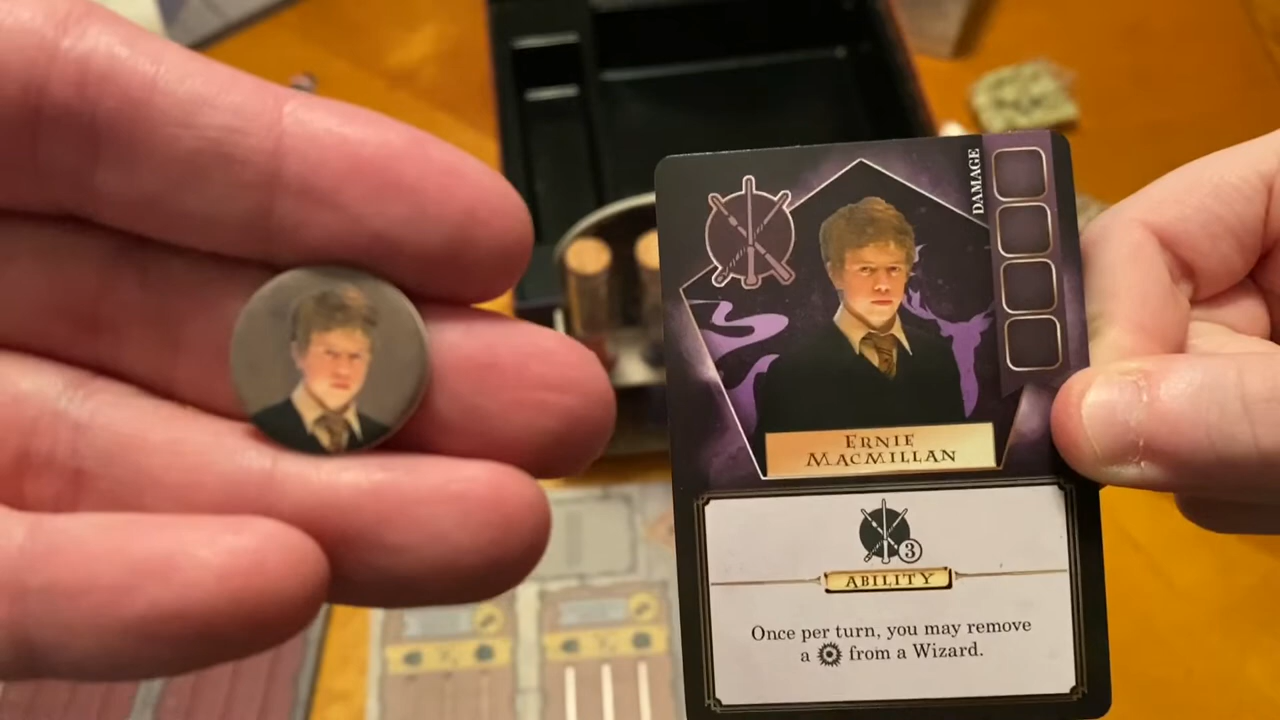 DAMAGE
ERNIE
MACMILLAN
3
ABILITY
Once per turn, you may remove
a from a Wizard.